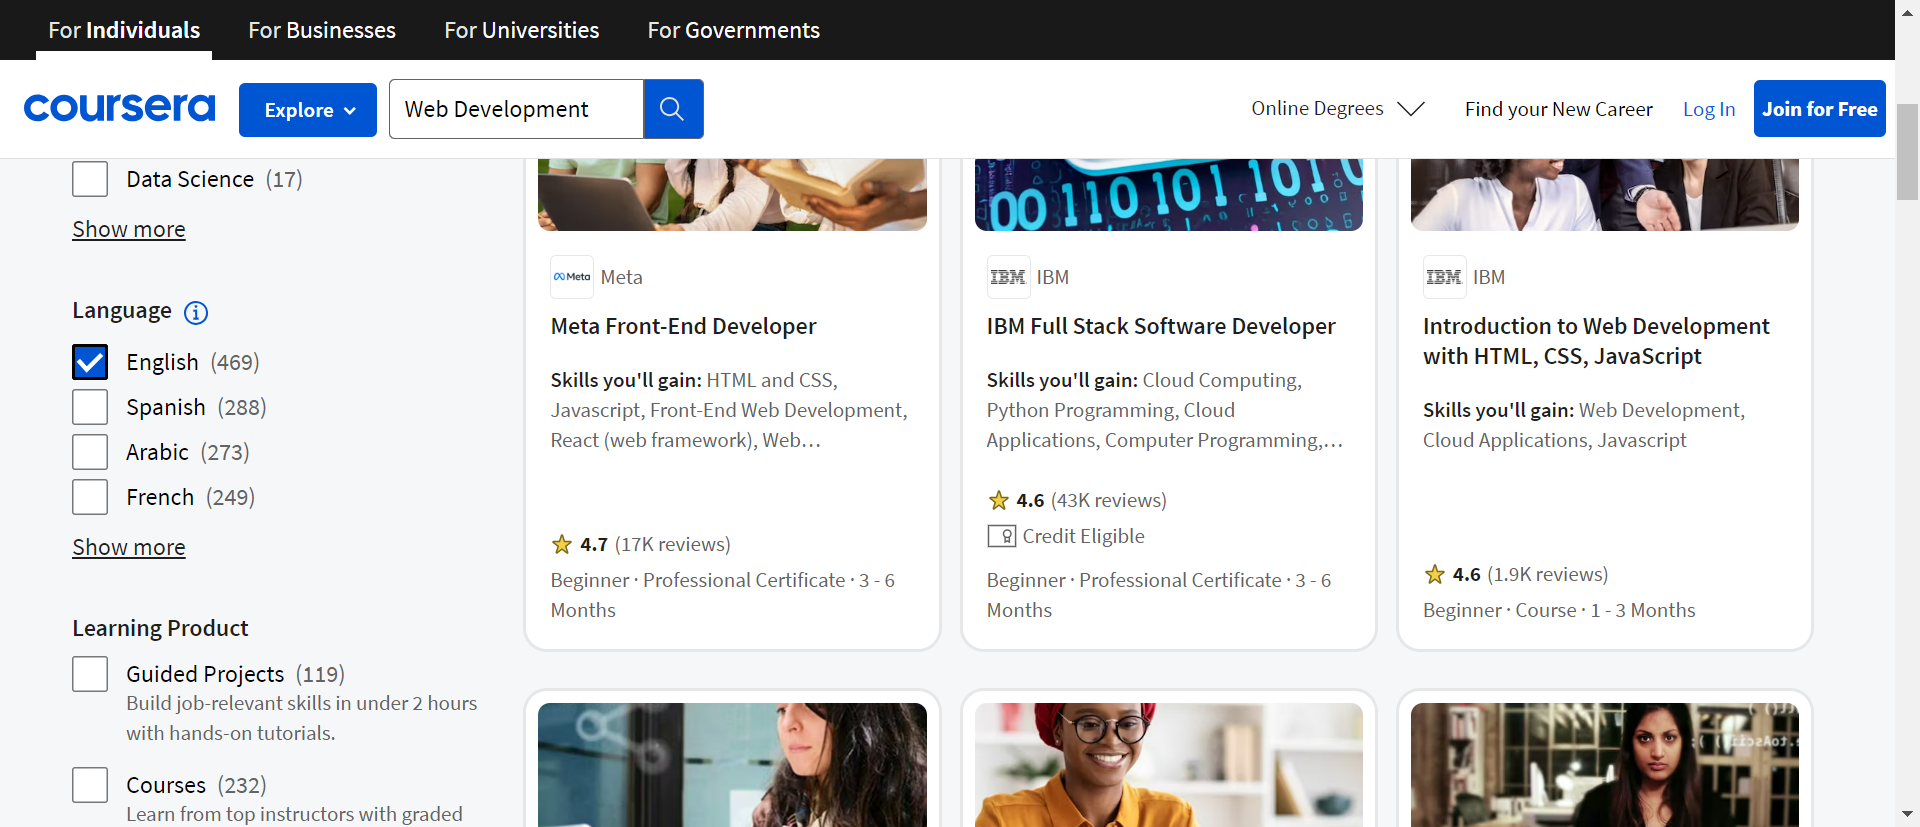 For Individuals
For Businesses
For Universities
For Governments
coursera
Explore
Web Development
Online Degrees
Find your New Career
Log In
Join for Free
Data Science (17)
Show more
Language
English (469)
Spanish (288)
Arabic (273)
French (249)
Show more
Learning Product
Guided Projects (119)
Build job-relevant skills in under 2 hours
with hands-on tutorials.
Courses (232)
Learn from top instructors with graded
Meta Meta
Meta Front-End Developer
Skills you'll gain: HTML and CSS,
Javascript, Front-End Web Development,
React (web framework), Web...
4.7 (17K reviews)
Beginner · Professional Certificate · 3 - 6
Months
00 110 101 1010
IBM IBM
IBM Full Stack Software Developer
Skills you'll gain: Cloud Computing,
Python Programming, Cloud
Applications, Computer Programming,...
4.6 (43K reviews)
Credit Eligible
Beginner · Professional Certificate · 3 - 6
Months
IBM IBM
Introduction to Web Development
with HTML, CSS, JavaScript
Skills you'll gain: Web Development,
Cloud Applications, Javascript
4.6 (1.9K reviews)
Beginner · Course · 1 - 3 Months